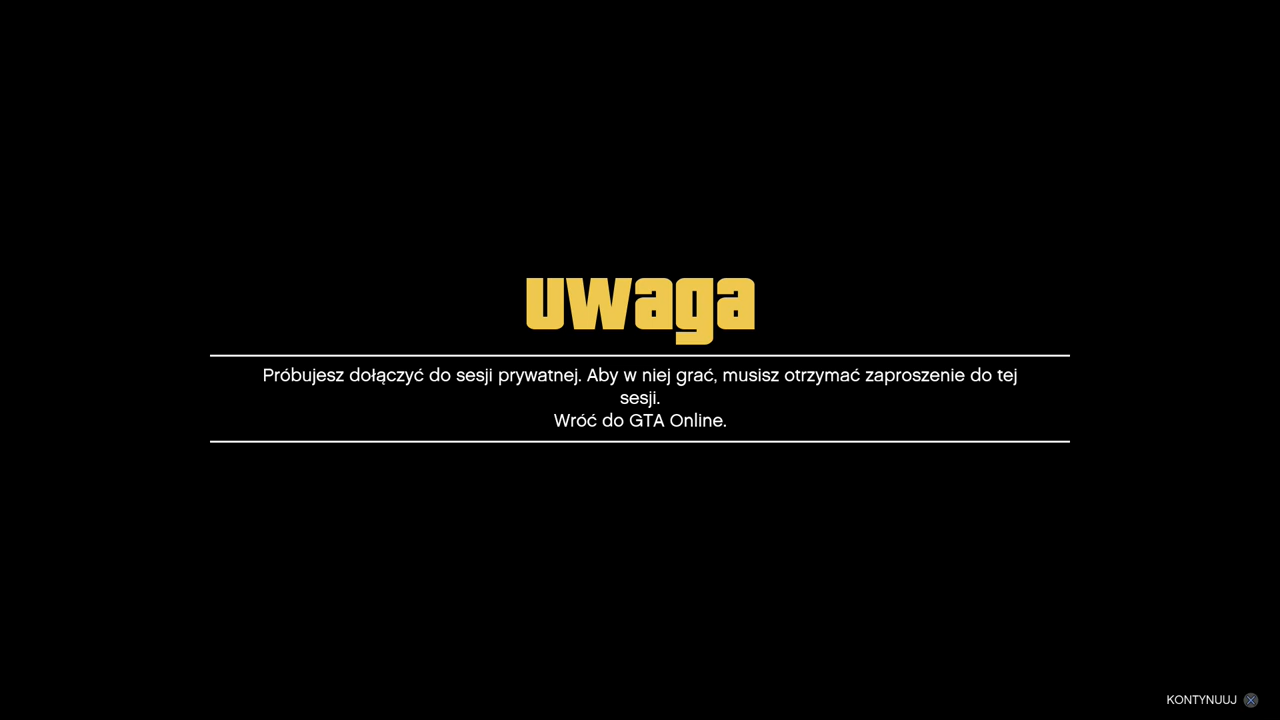 uwaga
Próbujesz dołączyć do sesji prywatnej. Aby w niej grać, musisz otrzymać zaproszenie do tej
sesji.
Wróć do GTA Online.
KONTYNUUJ